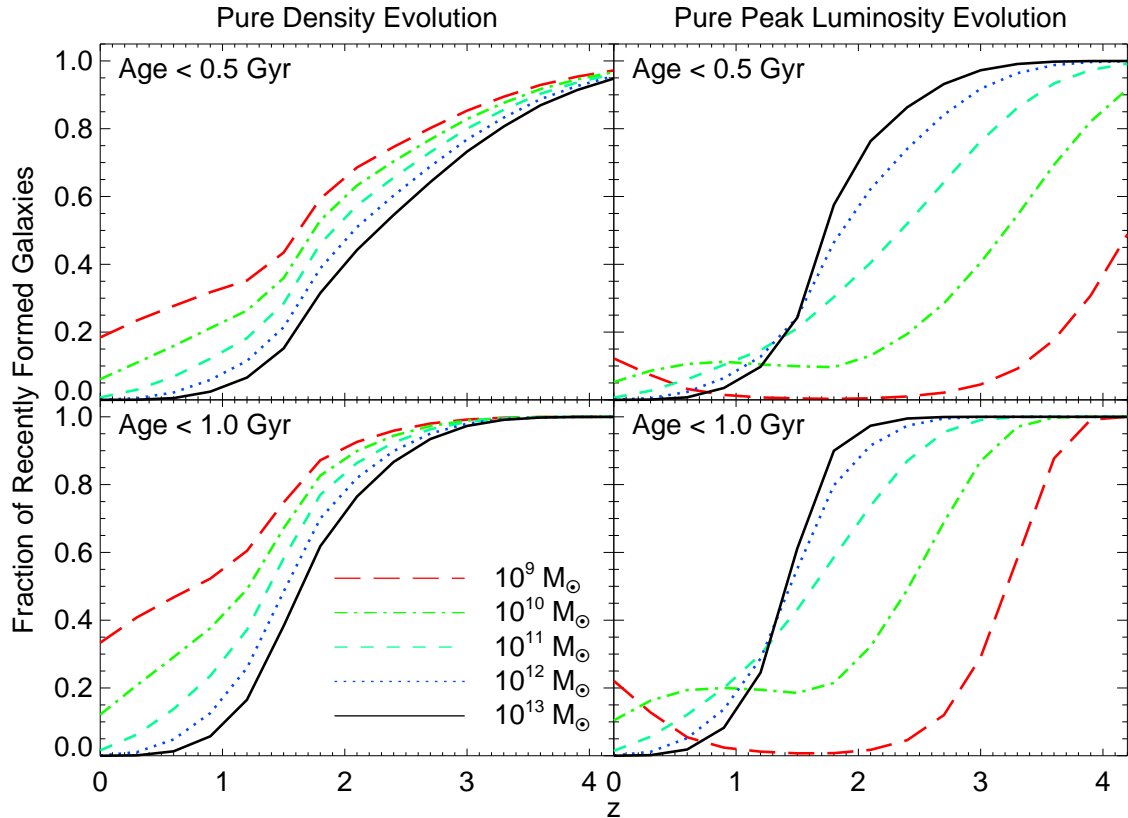 Pure Density Evolution
Pure Peak Luminosity Evolution
Fraction of Recently Formed Galaxies
1.0
0.8
0.6
0.4
0.2
0.0
Age < 0.5 Gyr
Age < 0.5 Gyr
1.0
0.8
0.6
0.4
0.2
0.0
Age < 1.0 Gyr
Age < 1.0 Gyr
10⁹ M☉
10¹⁰ M☉
10¹¹ M☉
10¹² M☉
10¹³ M☉
0 1 2 3 4
1 2 3 4
z